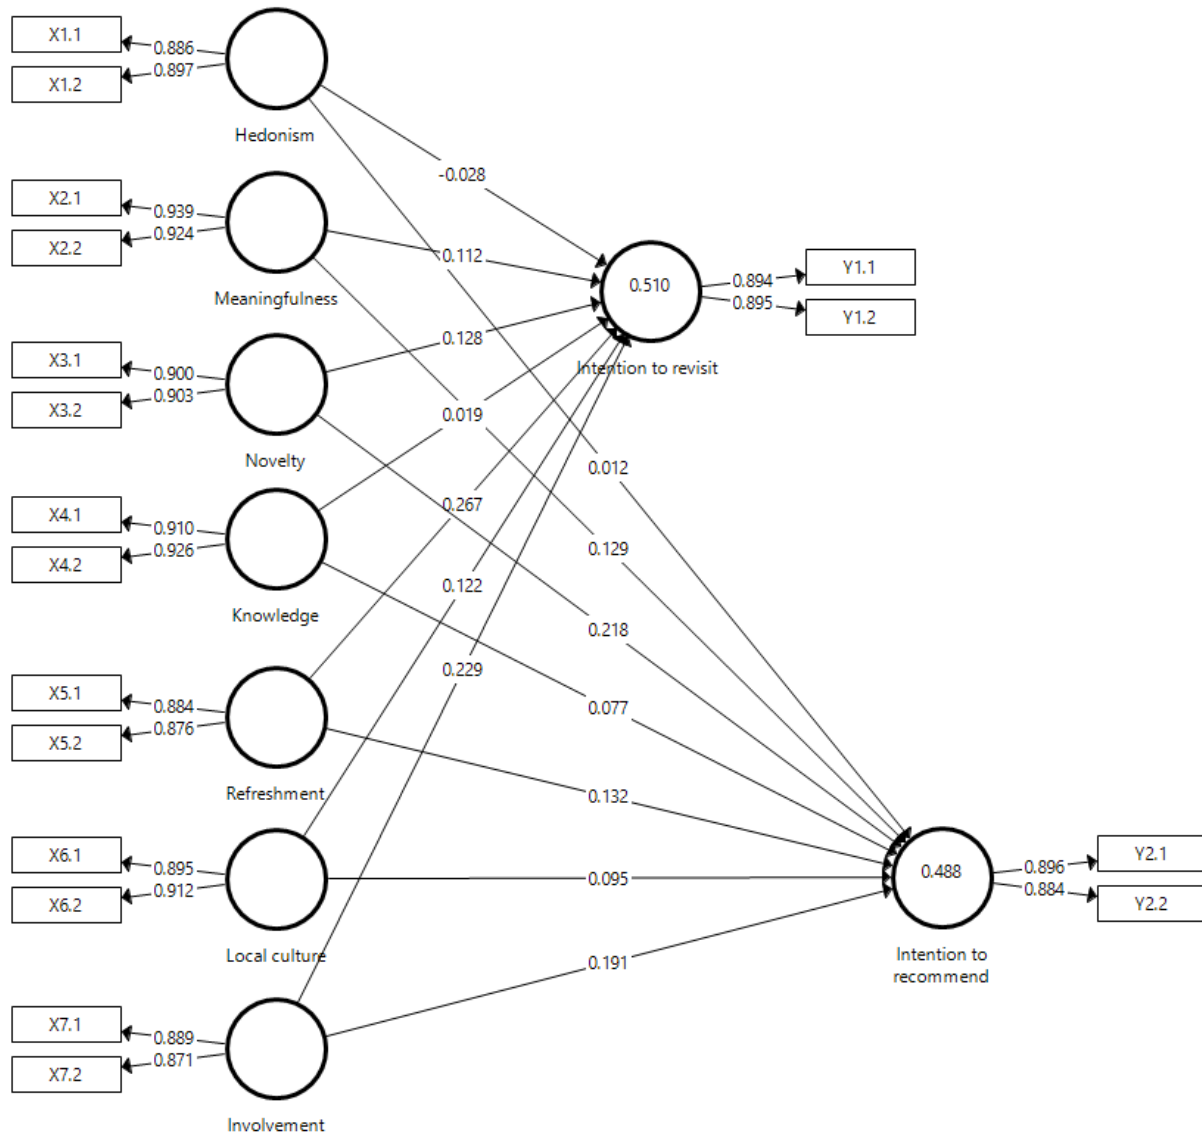 X1.1
0.886
X1.2
0.897
Hedonism
-0.028
X2.1
0.939
X2.2
0.924
Meaningfulness
0.112
0.510
0.894
Y1.1
0.895
Y1.2
Intention to revisit
X3.1
0.900
X3.2
0.903
Novelty
0.128
0.019
0.012
X4.1
0.910
X4.2
0.926
Knowledge
0.267
0.129
0.122
0.218
X5.1
0.884
X5.2
0.876
Refreshment
0.229
0.077
0.132
X6.1
0.895
X6.2
0.912
Local culture
0.095
0.488
0.896
Y2.1
0.884
Y2.2
Intention to
recommend
0.191
X7.1
0.889
X7.2
0.871
Involvement